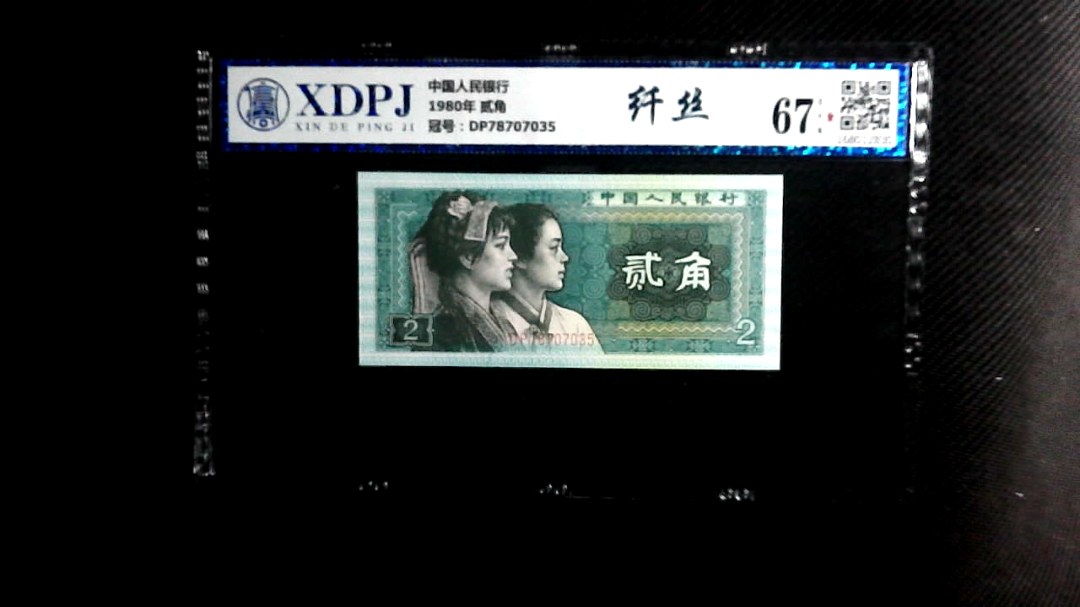 XDPJ
XIN DE PING JI
中国人民银行
1980年 贰角
冠号：DP78707035
纤丝
67
中国人民银行
贰角
2
2
DP78707035